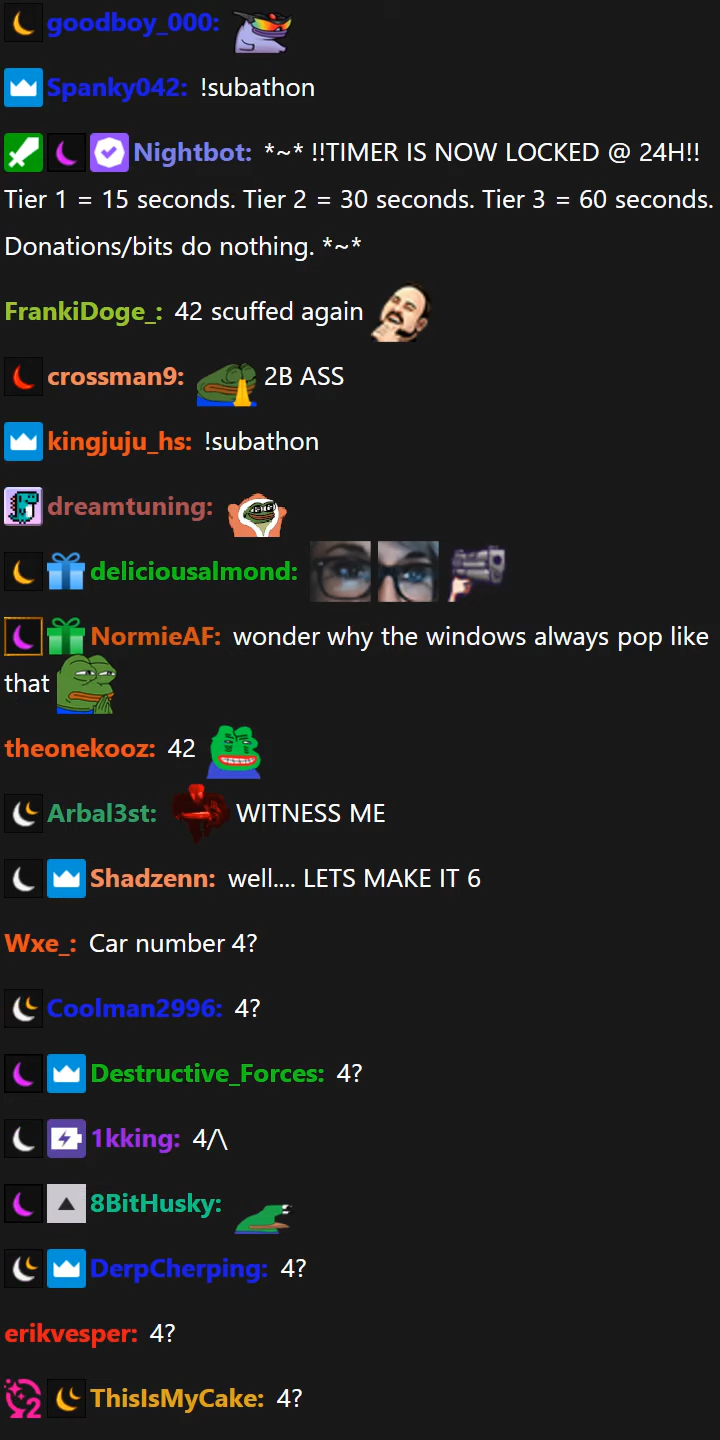 goodboy_000:
Spanky042: !subathon
Nightbot: *~* !!TIMER IS NOW LOCKED @ 24H!!
Tier 1 = 15 seconds. Tier 2 = 30 seconds. Tier 3 = 60 seconds.
Donations/bits do nothing. *~*
FrankiDoge_: 42 scuffed again
crossman9: 2B ASS
kingjuju_hs: !subathon
dreamtuning:
deliciousalmond:
NormieAF: wonder why the windows always pop like
that
theonekooz: 42
Arbal3st: WITNESS ME
Shadzenn: well.... LETS MAKE IT 6
Wxe_: Car number 4?
Coolman2996: 4?
Destructive_Forces: 4?
1kking: 4/\
8BitHusky:
DerpCherping: 4?
erikvesper: 4?
2 ThisIsMyCake: 4?